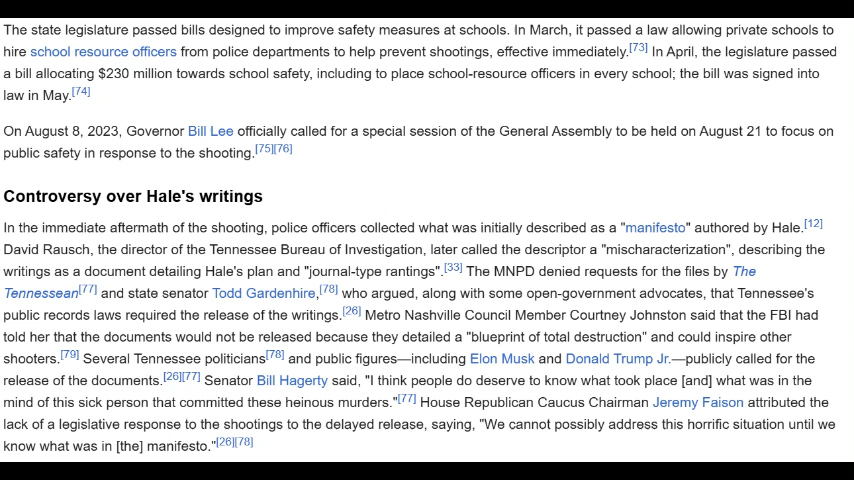 The state legislature passed bills designed to improve safety measures at schools. In March, it passed a law allowing private schools to
hire school resource officers from police departments to help prevent shootings, effective immediately.[73] In April, the legislature passed
a bill allocating $230 million towards school safety, including to place school-resource officers in every school; the bill was signed into
law in May.[74]
On August 8, 2023, Governor Bill Lee officially called for a special session of the General Assembly to be held on August 21 to focus on
public safety in response to the shooting.[75][76]
Controversy over Hale's writings
In the immediate aftermath of the shooting, police officers collected what was initially described as a "manifesto" authored by Hale.[12]
David Rausch, the director of the Tennessee Bureau of Investigation, later called the descriptor a "mischaracterization", describing the
writings as a document detailing Hale's plan and "journal-type rantings".[33] The MNPD denied requests for the files by The
Tennessean[77] and state senator Todd Gardenhire,[78] who argued, along with some open-government advocates, that Tennessee's
public records laws required the release of the writings.[26] Metro Nashville Council Member Courtney Johnston said that the FBI had
told her that the documents would not be released because they detailed a "blueprint of total destruction" and could inspire other
shooters.[79] Several Tennessee politicians[78] and public figures—including Elon Musk and Donald Trump Jr.—publicly called for the
release of the documents.[26][77] Senator Bill Hagerty said, "I think people do deserve to know what took place [and] what was in the
mind of this sick person that committed these heinous murders."[77] House Republican Caucus Chairman Jeremy Faison attributed the
lack of a legislative response to the shootings to the delayed release, saying, "We cannot possibly address this horrific situation until we
know what was in [the] manifesto."[26][78]